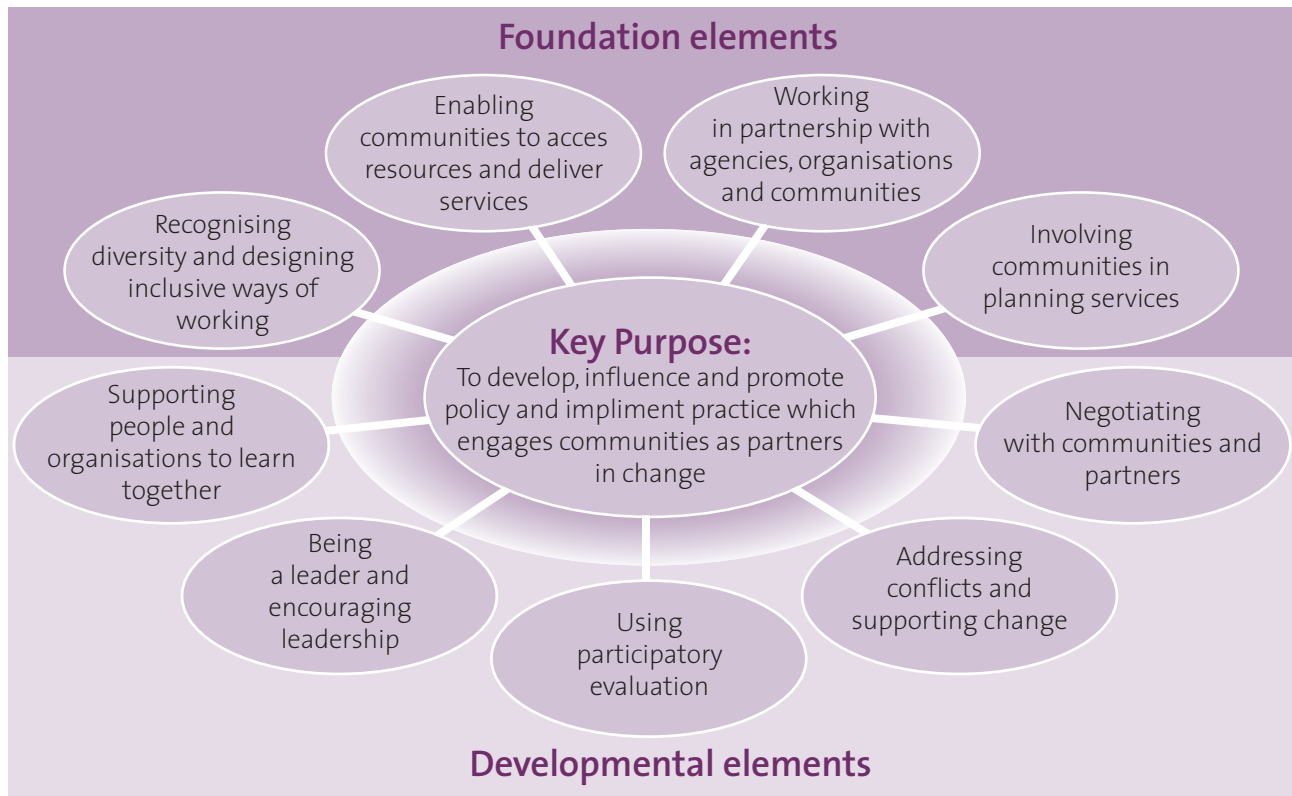 Foundation elements
Enabling
communities to acces
resources and deliver
services
Working
in partnership with
agencies, organisations
and communities
Recognising
diversity and designing
inclusive ways of
working
Involving
communities in
planning services
Key Purpose:
To develop, influence and promote
policy and impliment practice which
engages communities as partners
in change
Supporting
people and
organisations to learn
together
Negotiating
with communities and
partners
Being
a leader and
encouraging
leadership
Addressing
conflicts and
supporting change
Using
participatory
evaluation
Developmental elements